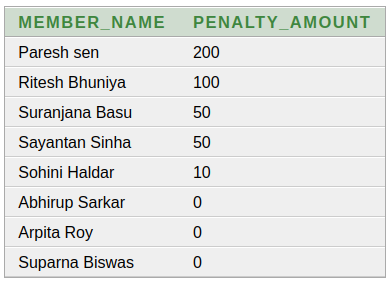 MEMBER_NAME PENALTY_AMOUNT
Paresh sen 200
Ritesh Bhuniya 100
Suranjana Basu 50
Sayantan Sinha 50
Sohini Haldar 10
Abhirup Sarkar 0
Arpita Roy 0
Suparna Biswas 0